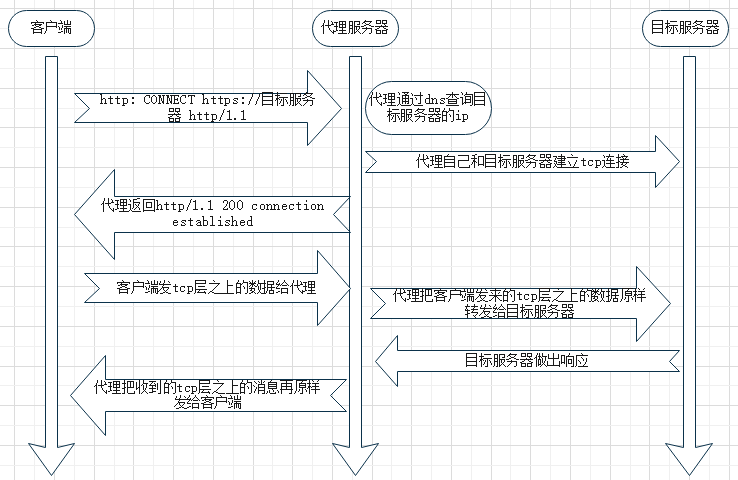 客户端
代理服务器
目标服务器
http: CONNECT https://目标服务
器 http/1.1
代理通过dns查询目
标服务器的ip
代理自己和目标服务器建立tcp连接
代理返回http/1.1 200 connection
established
客户端发tcp层之上的数据给代理
代理把客户端发来的tcp层之上的数据原样
转发给目标服务器
目标服务器做出响应
代理把收到的tcp层之上的消息再原样
发给客户端